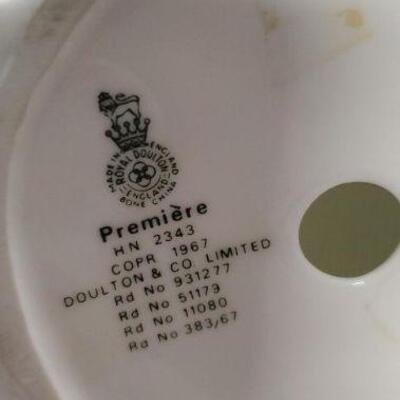 MADE IN ENGLAND
ROYAL DOULTON
ENGLAND
BONE CHINA
Première
HN 2343
COPR 1967
DOULTON & CO. LIMITED
Rd No 931277
Rd No 51179
Rd No 11080
Rd No 383/67